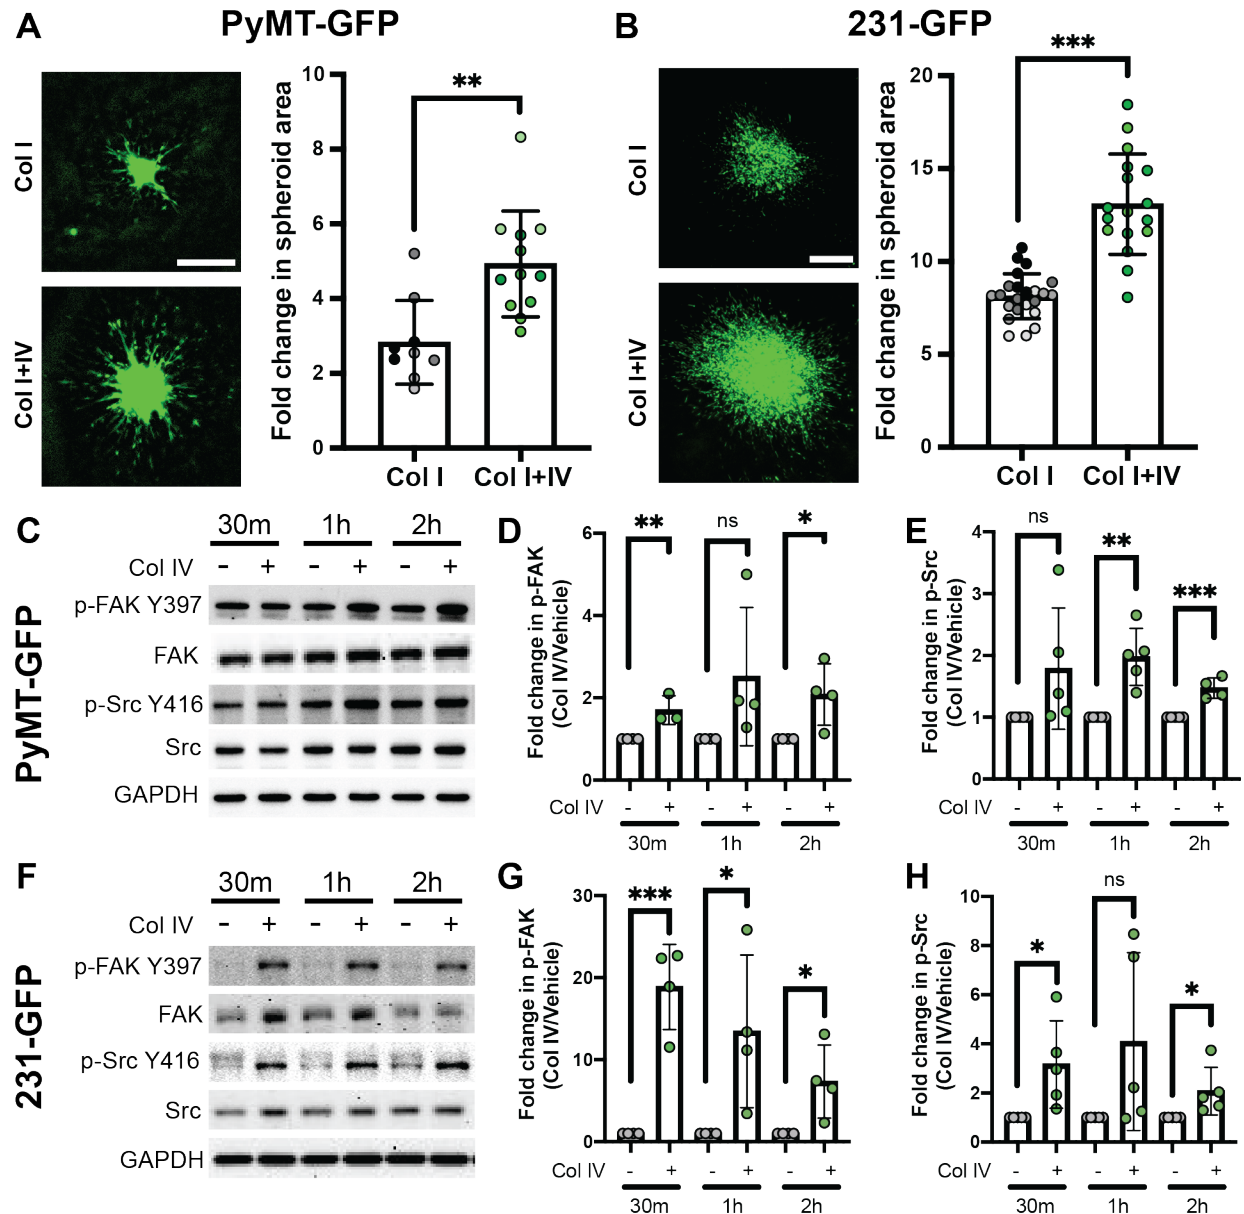 A PyMT-GFP
Col I
Col I+IV
Fold change in spheroid area
10
8
6
4
2
0
**
Col I Col I+IV
B 231-GFP
Col I
Col I+IV
Fold change in spheroid area
20
15
10
5
0
***
Col I Col I+IV
PyMT-GFP
C
30m 1h 2h
Col IV - + - + - +
p-FAK Y397
FAK
p-Src Y416
Src
GAPDH
D
Fold change in p-FAK
(Col IV/Vehicle)
6
4
2
0
** ns *
Col IV - + - + - +
30m 1h 2h
E
Fold change in p-Src
(Col IV/Vehicle)
4
3
2
1
0
ns ** ***
Col IV - + - + - +
30m 1h 2h
231-GFP
F
30m 1h 2h
Col IV - + - + - +
p-FAK Y397
FAK
p-Src Y416
Src
GAPDH
G
Fold change in p-FAK
(Col IV/Vehicle)
30
20
10
0
*** * *
Col IV - + - + - +
30m 1h 2h
H
Fold change in p-Src
(Col IV/Vehicle)
10
8
6
4
2
0
* ns *
Col IV - + - + - +
30m 1h 2h